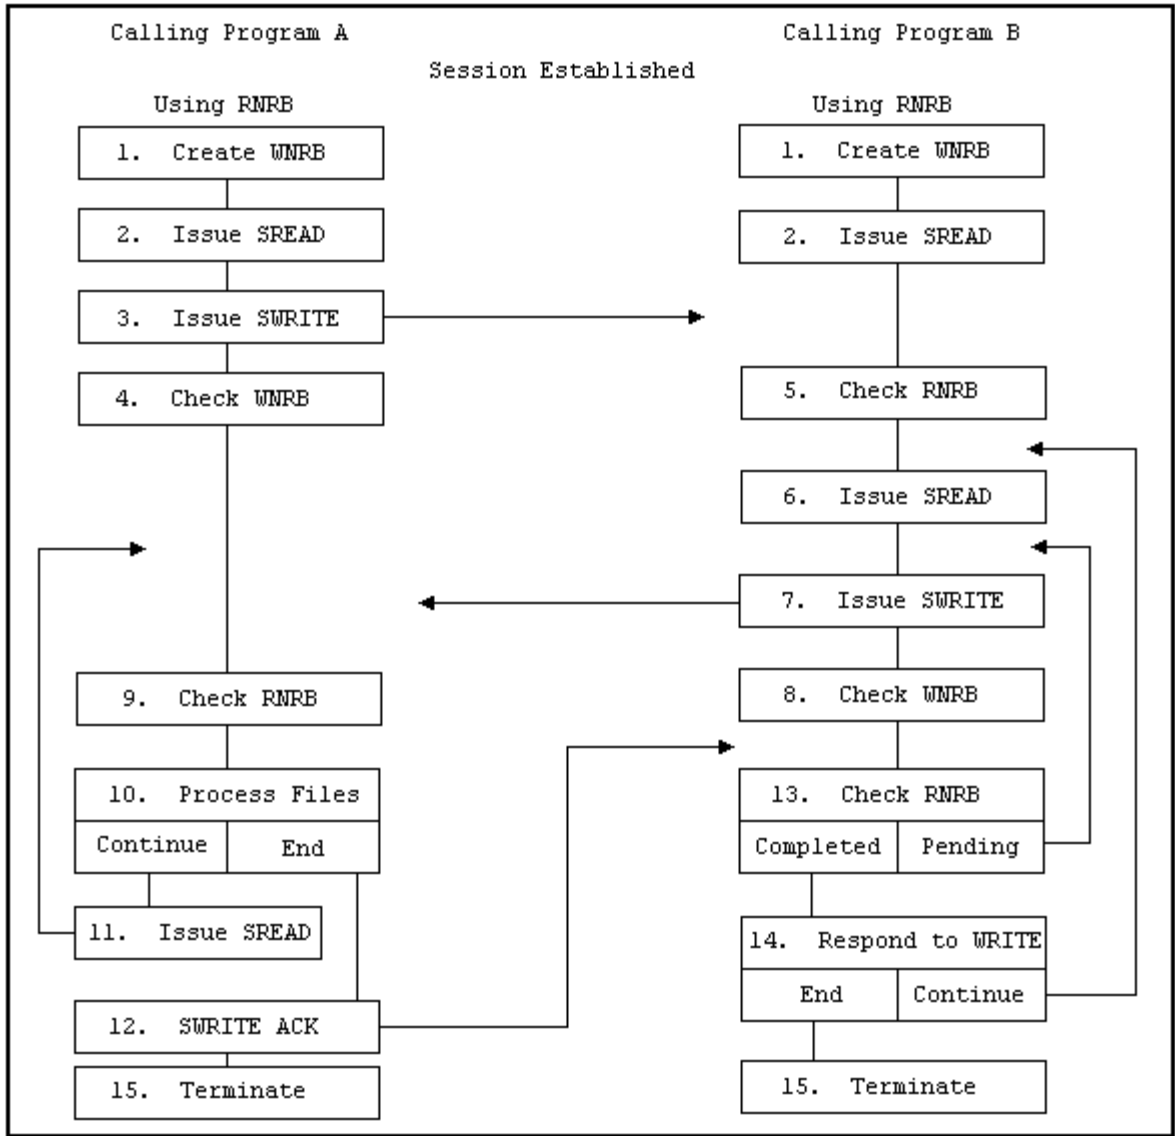 Calling Program A
Calling Program B
Session Established
Using RNRB
Using RNRB
1. Create WNRB
1. Create WNRB
2. Issue SREAD
2. Issue SREAD
3. Issue SWRITE
4. Check WNRB
5. Check RNRB
6. Issue SREAD
7. Issue SWRITE
8. Check WNRB
9. Check RNRB
10. Process Files
Continue
End
11. Issue SREAD
12. SWRITE ACK
15. Terminate
13. Check RNRB
Completed
Pending
14. Respond to WRITE
End
Continue
15. Terminate